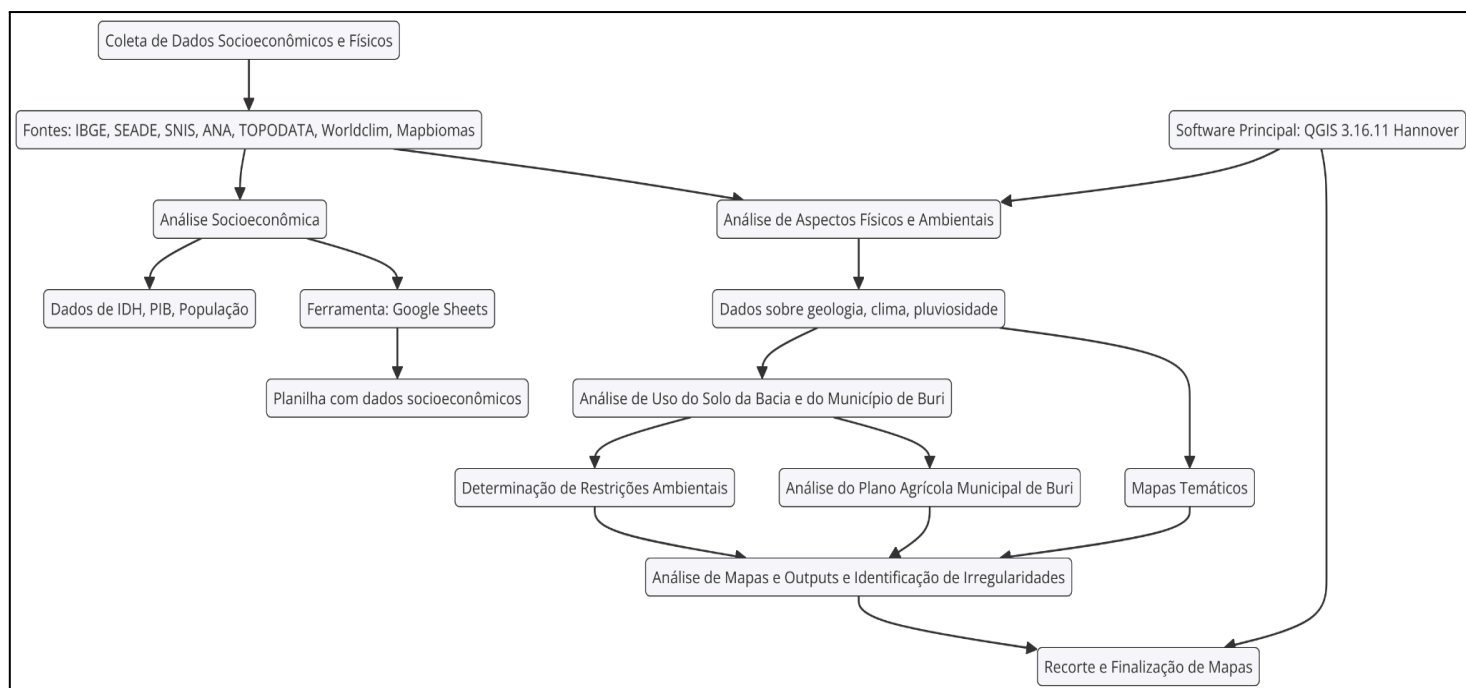 Coleta de Dados Socioeconômicos e Físicos
Fontes: IBGE, SEADE, SNIS, ANA, TOPODATA, Worldclim, Mapbiomas
Software Principal: QGIS 3.16.11 Hannover
Análise Socioeconômica
Análise de Aspectos Físicos e Ambientais
Dados de IDH, PIB, População
Ferramenta: Google Sheets
Dados sobre geologia, clima, pluviosidade
Planilha com dados socioeconômicos
Análise de Uso do Solo da Bacia e do Município de Buri
Determinação de Restrições Ambientais
Análise do Plano Agrícola Municipal de Buri
Mapas Temáticos
Análise de Mapas e Outputs e Identificação de Irregularidades
Recorte e Finalização de Mapas